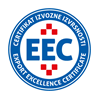 CERTIFIKAT IZVOZNE IZVRSNOSTI
EEC
EXPORT EXCELLENCE CERTIFICATE